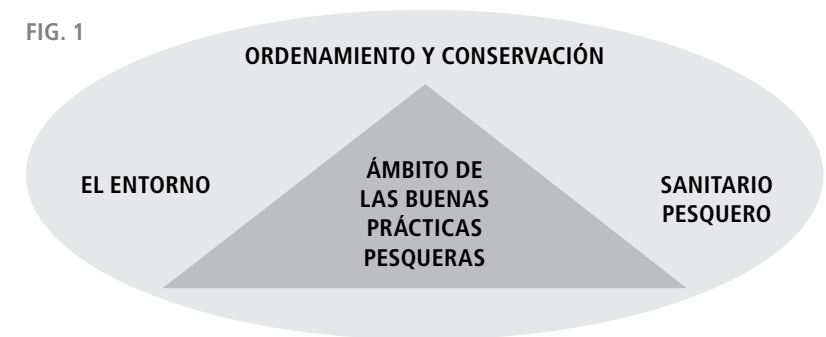 FIG. 1
ORDENAMIENTO Y CONSERVACIÓN
EL ENTORNO
ÁMBITO DE
LAS BUENAS
PRÁCTICAS
PESQUERAS
SANITARIO
PESQUERO